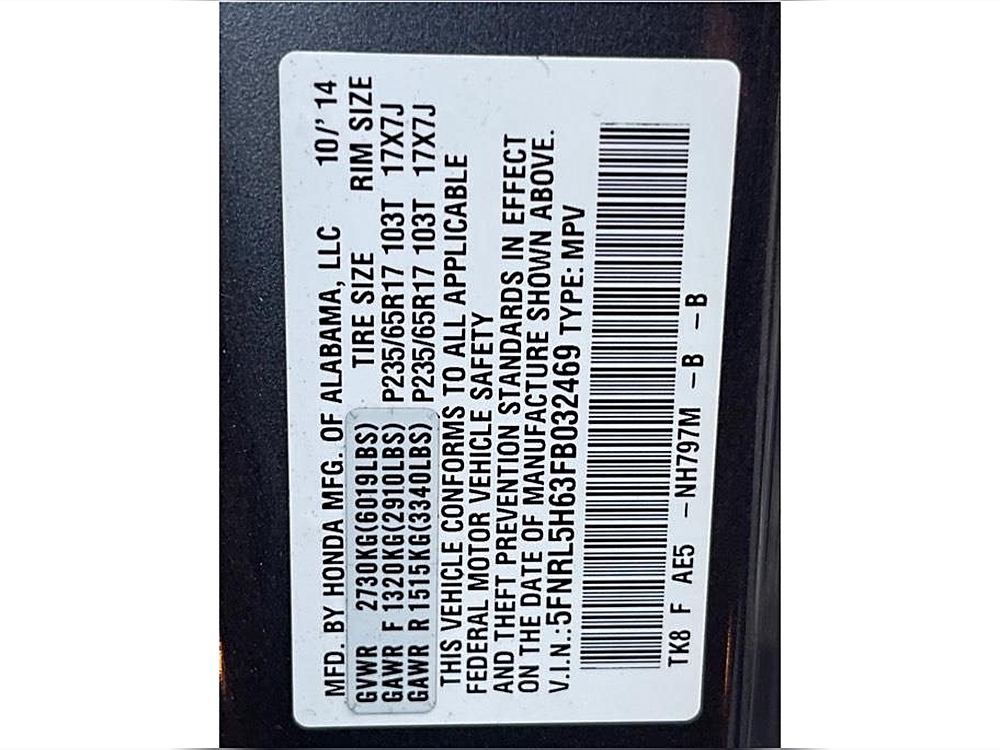 MFD. BY HONDA MFG. OF ALABAMA, LLC 10/' 14
GVWR 2730KG(6019LBS) TIRE SIZE RIM SIZE
GAWR F 1320KG(2910LBS) P235/65R17 103T 17X7J
GAWR R 1515KG(3340LBS) P235/65R17 103T 17X7J
THIS VEHICLE CONFORMS TO ALL APPLICABLE
FEDERAL MOTOR VEHICLE SAFETY
AND THEFT PREVENTION STANDARDS IN EFFECT
ON THE DATE OF MANUFACTURE SHOWN ABOVE.
V.I.N.:5FNRL5H63FB032469 TYPE: MPV
TK8 F AE5 -NH797M -B -B